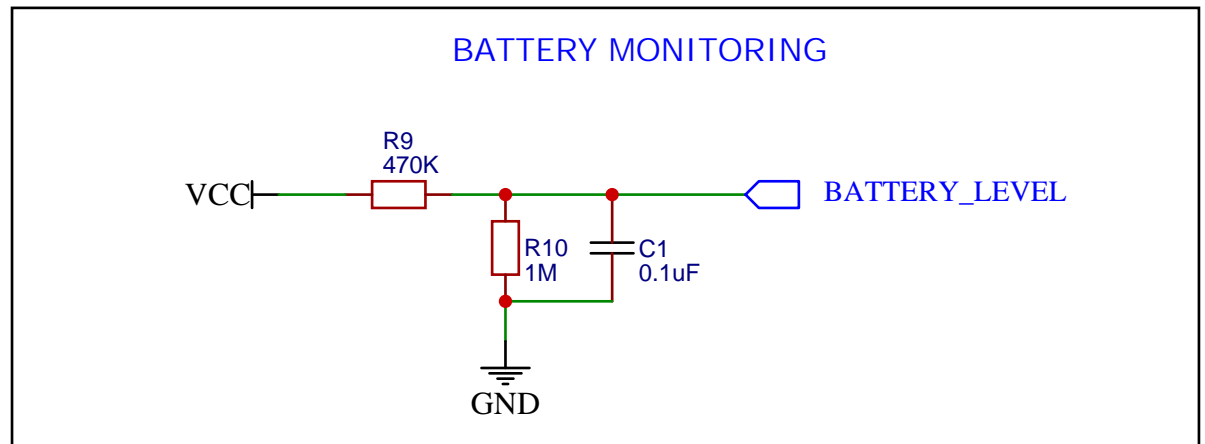 BATTERY MONITORING
R9
470K
VCC
BATTERY_LEVEL
R10
1M
C1
0.1uF
GND